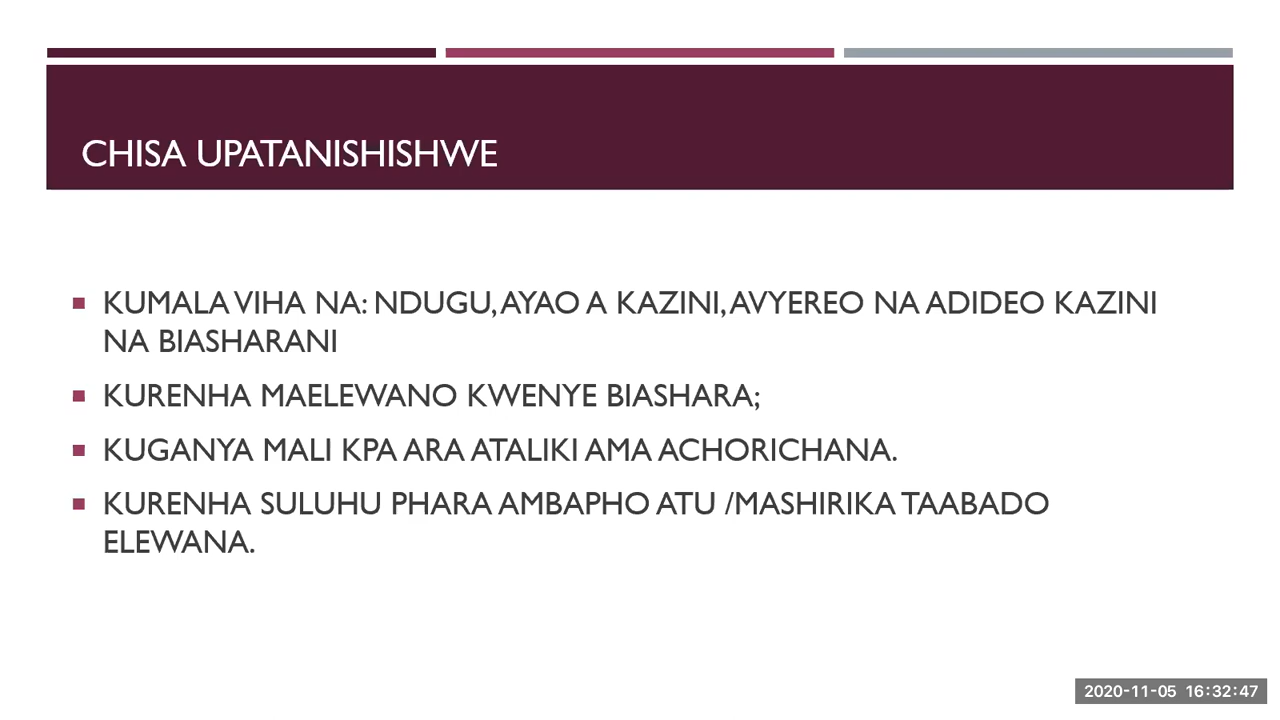 CHISA UPATANISHISHWE
KUMALA VIHA NA: NDUGU, AYAO A KAZINI, AVYEREO NA ADIDEO KAZINI
NA BIASHARANI
KURENHA MAELEWANO KWENYE BIASHARA;
KUGANYA MALI KPA ARA ATALIKI AMA ACHORICHANA.
KURENHA SULUHU PHARA AMBAPHO ATU /MASHIRIKA TAABADO
ELEWANA.
2020-11-05 16:32:47